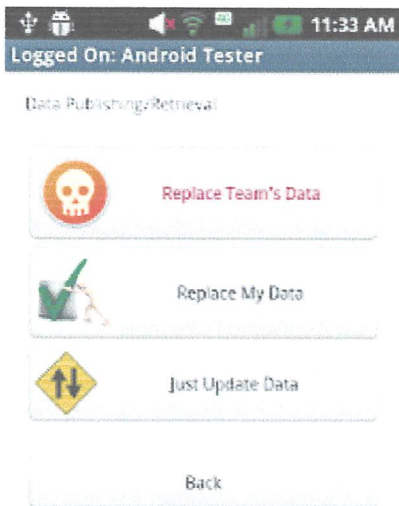 11:33 AM
Logged On: Android Tester
Data Publishing/Retrieval
Replace Team's Data
Replace My Data
Just Update Data
Back